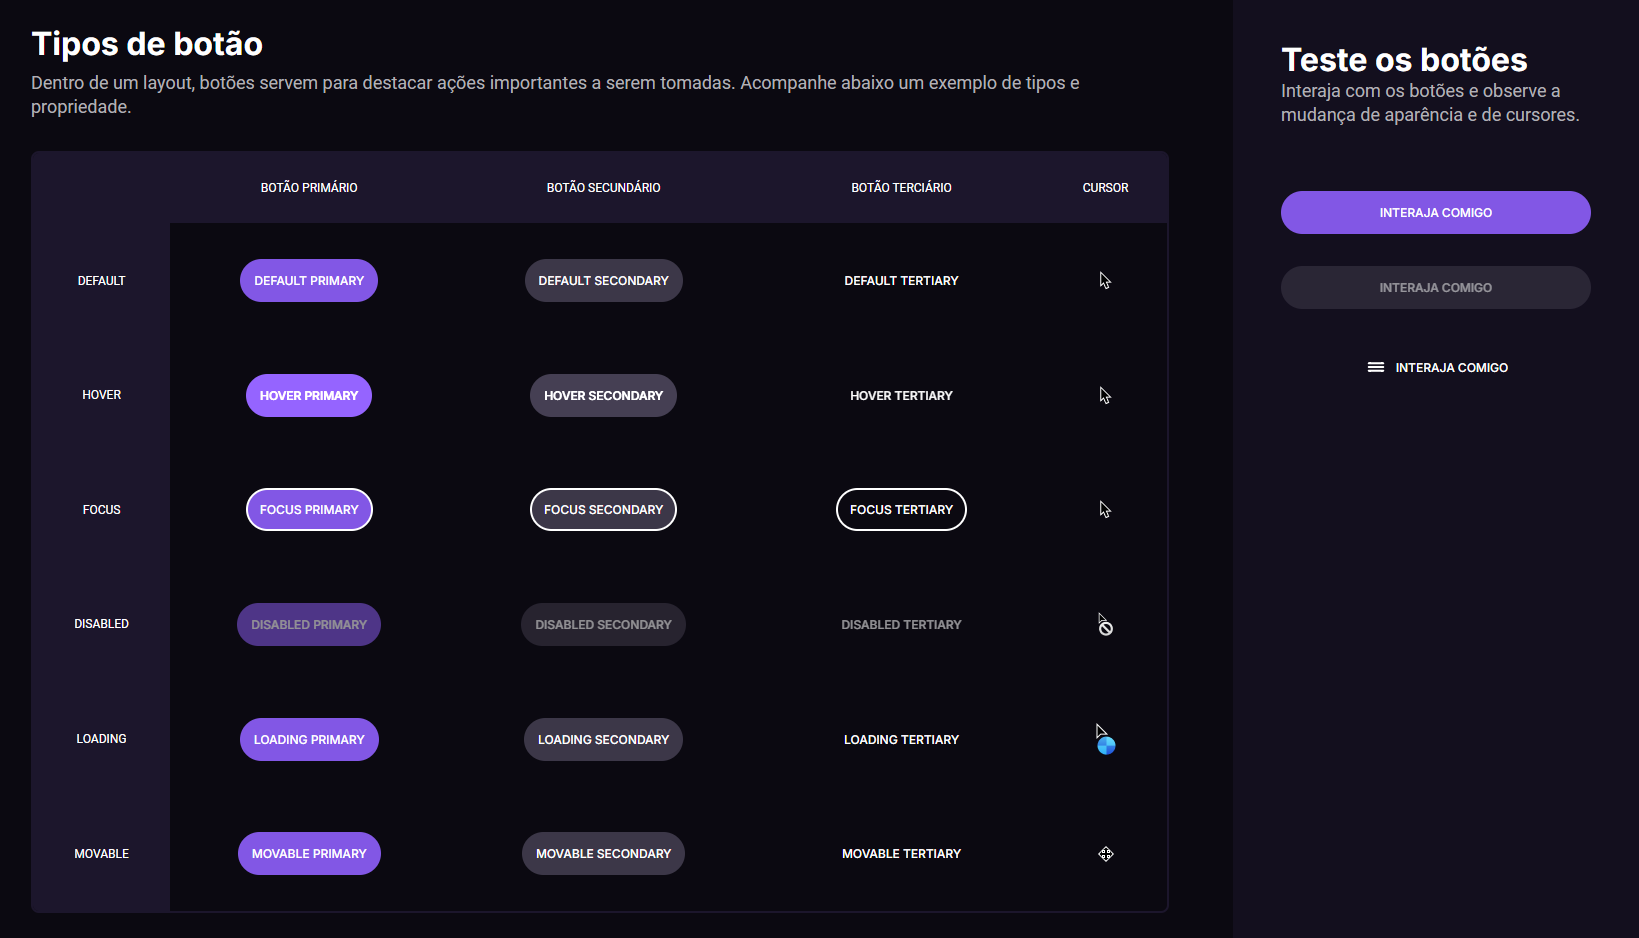 Tipos de botão
Dentro de um layout, botões servem para destacar ações importantes a serem tomadas. Acompanhe abaixo um exemplo de tipos e
propriedade.
BOTÃO PRIMÁRIO BOTÃO SECUNDÁRIO BOTÃO TERCIÁRIO CURSOR
DEFAULT DEFAULT PRIMARY DEFAULT SECONDARY DEFAULT TERTIARY
HOVER HOVER PRIMARY HOVER SECONDARY HOVER TERTIARY
FOCUS FOCUS PRIMARY FOCUS SECONDARY FOCUS TERTIARY
DISABLED DISABLED PRIMARY DISABLED SECONDARY DISABLED TERTIARY
LOADING LOADING PRIMARY LOADING SECONDARY LOADING TERTIARY
MOVABLE MOVABLE PRIMARY MOVABLE SECONDARY MOVABLE TERTIARY
Teste os botões
Interaja com os botões e observe a
mudança de aparência e de cursores.
INTERAJA COMIGO
INTERAJA COMIGO
INTERAJA COMIGO